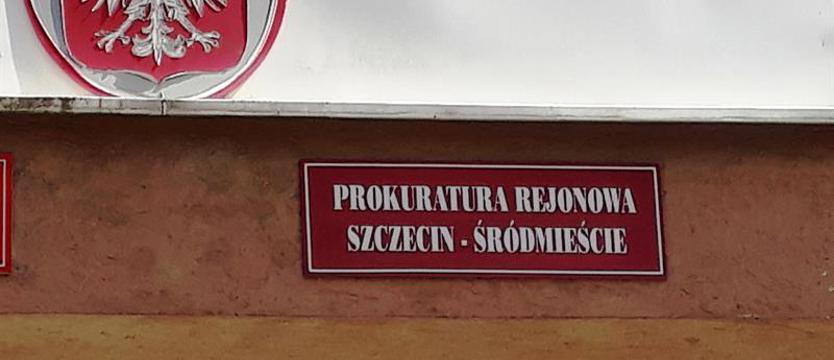 PROKURATURA REJONOWA
SZCZECIN - ŚRÓDMIEŚCIE